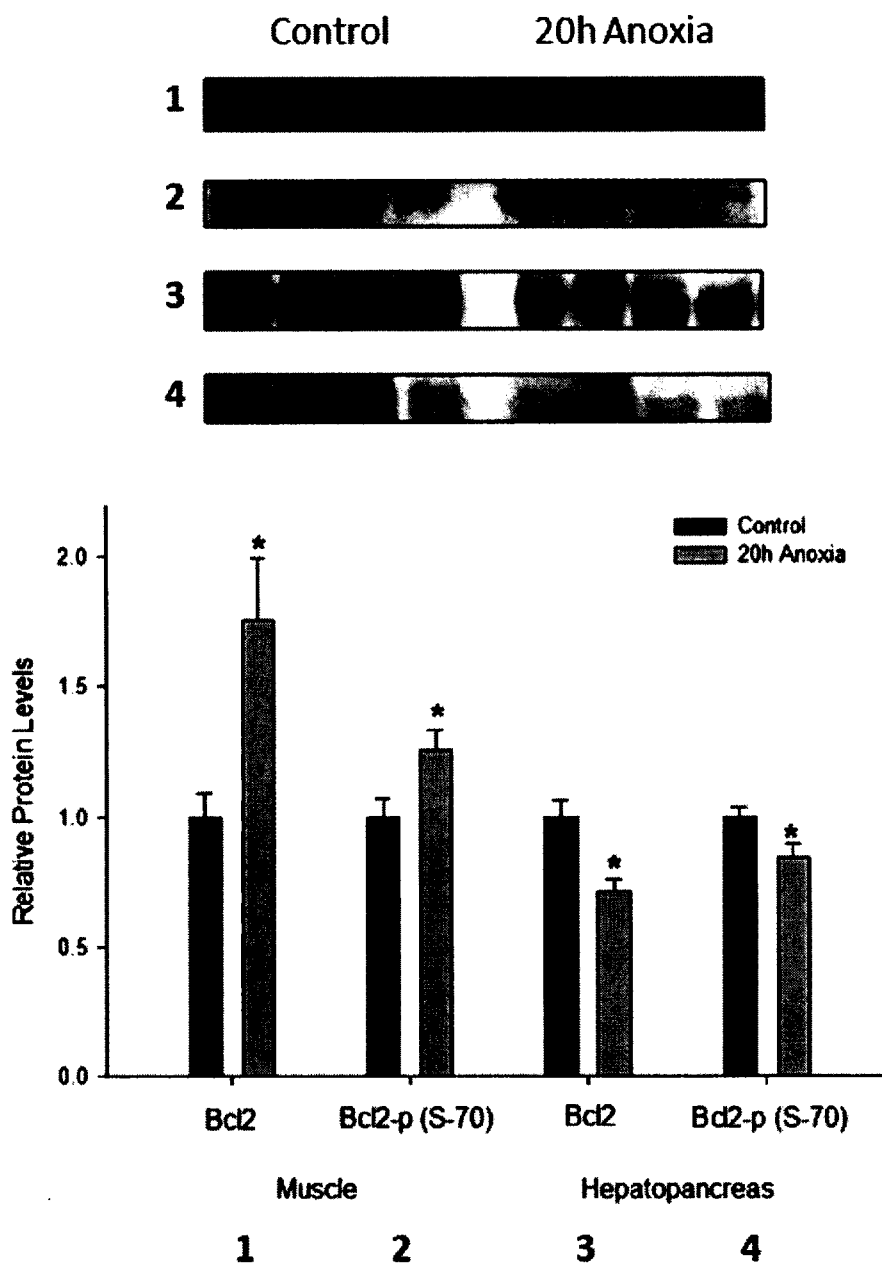 Control 20h Anoxia
1
2
3
4
Control
20h Anoxia
2.0
1.5
1.0
0.5
0.0
Relative Protein Levels
*
*
*
*
Bcl2 Bcl2-p (S-70) Bcl2 Bcl2-p (S-70)
Muscle Hepatopancreas
1 2 3 4